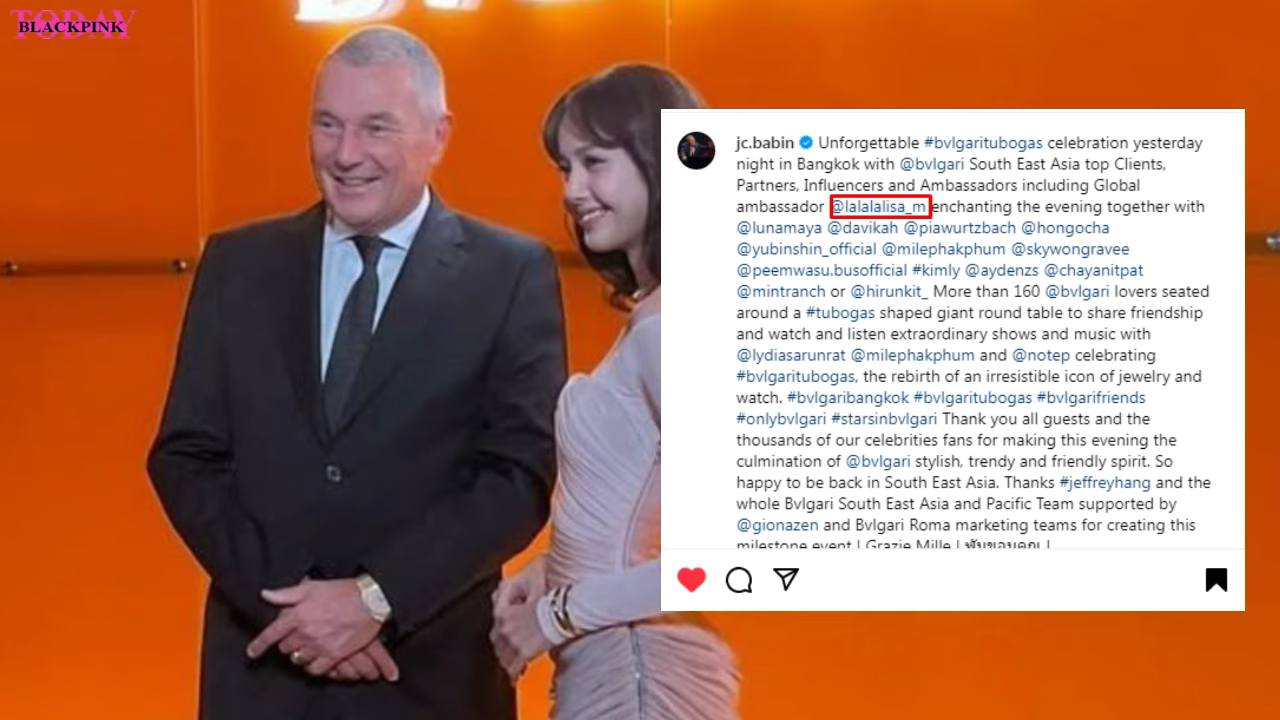 TODAY
BLACKPINK
jc.babin Unforgettable #bvlgaritubogas celebration yesterday
night in Bangkok with @bvlgari South East Asia top Clients,
Partners, Influencers and Ambassadors including Global
ambassador @lalalalisa_m enchanting the evening together with
@lunamaya @davikah @piawurtzbach @hongocha
@yubinshin_official @milephakphum @skywongravee
@peemwasu.busofficial #kimly @aydenzs @chayanitpat
@mintranch or @hirunkit_ More than 160 @bvlgari lovers seated
around a #tubogas shaped giant round table to share friendship
and watch and listen extraordinary shows and music with
@lydiasarunrat @milephakphum and @notep celebrating
#bvlgaritubogas, the rebirth of an irresistible icon of jewelry and
watch. #bvlgaribangkok #bvlgaritubogas #bvlgarifriends
#onlybvlgari #starsinbvlgari Thank you all guests and the
thousands of our celebrities fans for making this evening the
culmination of @bvlgari stylish, trendy and friendly spirit. So
happy to be back in South East Asia. Thanks #jeffreyhang and the
whole Bvlgari South East Asia and Pacific Team supported by
@gionazen and Bvlgari Roma marketing teams for creating this
milestone event ! Grazie Mille !